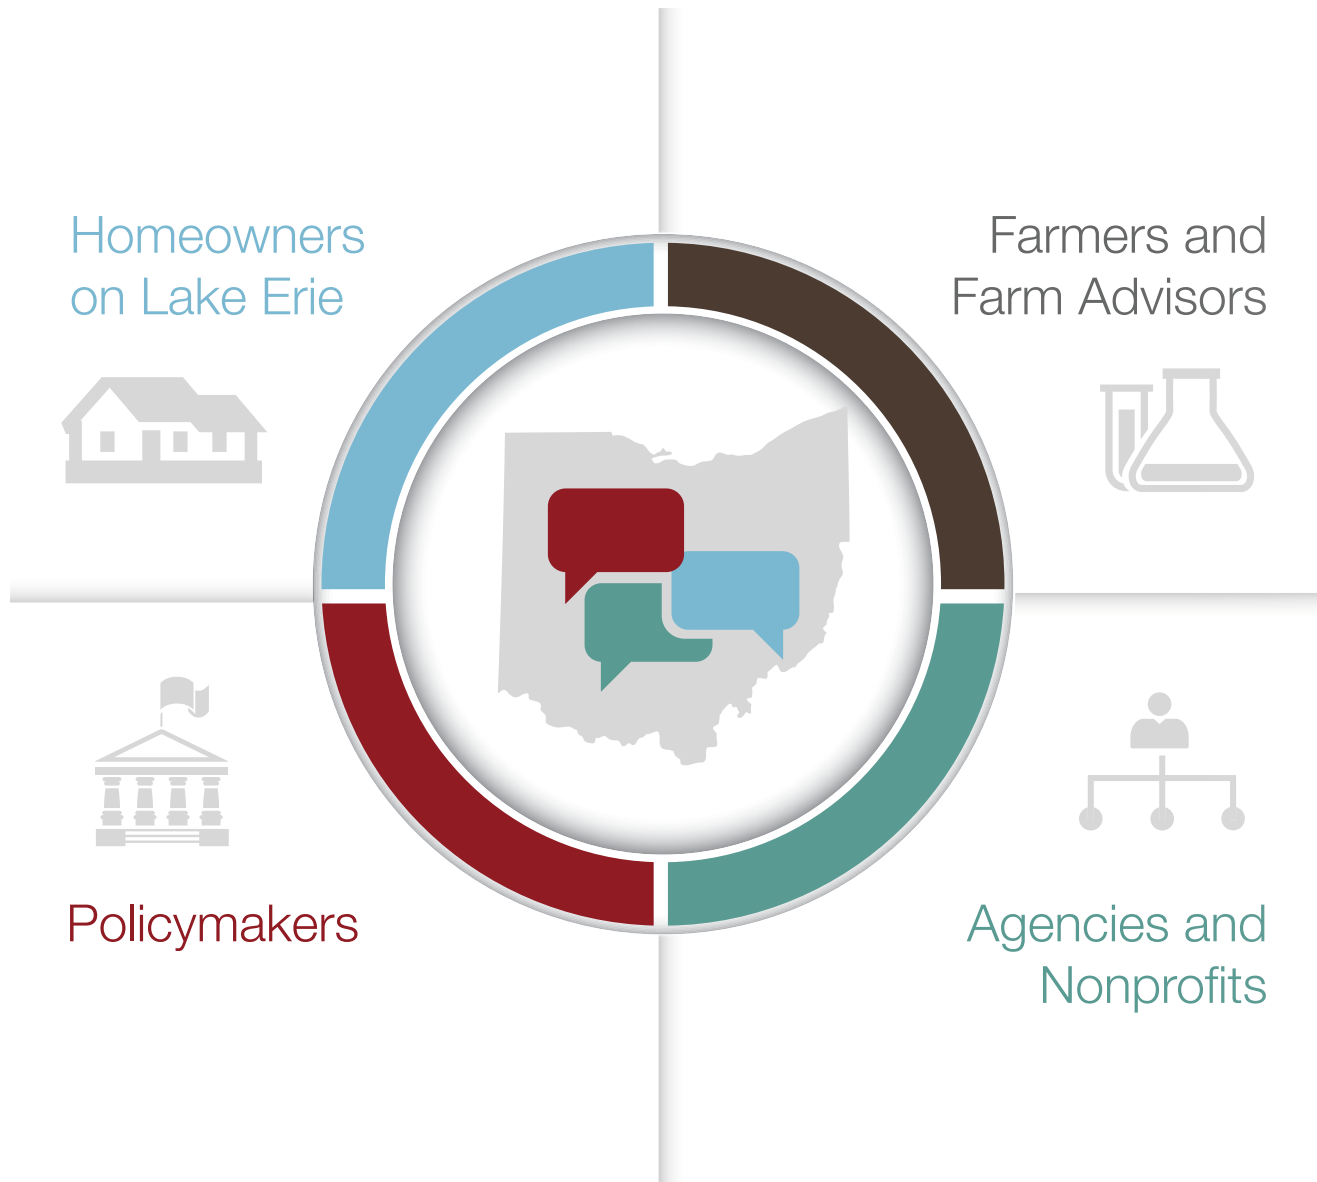 Homeowners
on Lake Erie
Farmers and
Farm Advisors
Policymakers
Agencies and
Nonprofits